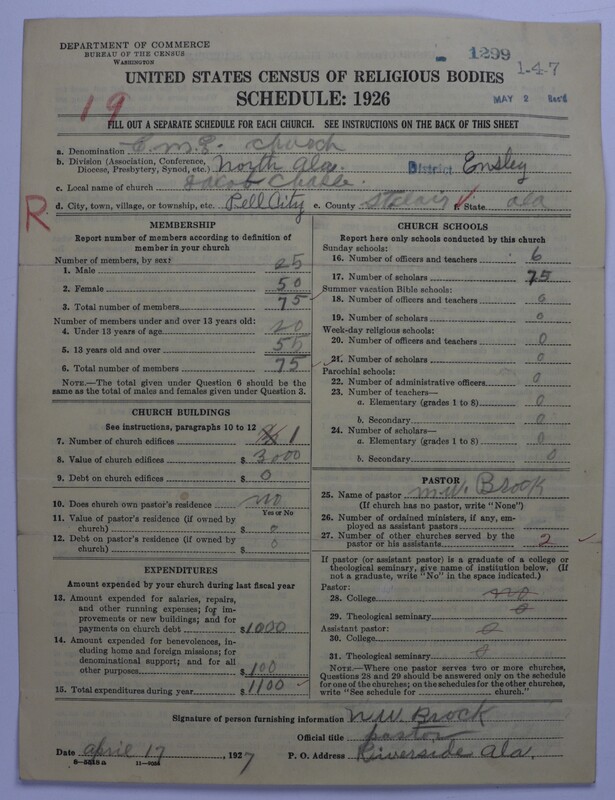 DEPARTMENT OF COMMERCE
BUREAU OF THE CENSUS
WASHINGTON
1299
1-4-7
UNITED STATES CENSUS OF RELIGIOUS BODIES
SCHEDULE: 1926
MAY 2 Rec'd
19
FILL OUT A SEPARATE SCHEDULE FOR EACH CHURCH. SEE INSTRUCTIONS ON THE BACK OF THIS SHEET
a. Denomination C.M.E. Church
b. Division (Association, Conference, Diocese, Presbytery, Synod, etc.) North Ala. District Ensley
c. Local name of church Chapple
R
d. City, town, village, or township, etc. Pell City e. County St Clair f. State Ala
MEMBERSHIP
Report number of members according to definition of member in your church
Number of members, by sex:
1. Male 25
2. Female 50
3. Total number of members 75
Number of members under and over 13 years old:
4. Under 13 years of age 20
5. 13 years old and over 55
6. Total number of members 75
NOTE.—The total given under Question 6 should be the same as the total of males and females given under Question 3.
CHURCH BUILDINGS
See instructions, paragraphs 10 to 12
7. Number of church edifices 1
8. Value of church edifices $ 3000
9. Debt on church edifices $ 0
10. Does church own pastor's residence no
Yes or No
11. Value of pastor's residence (if owned by church) $ 0
12. Debt on pastor's residence (if owned by church) $ 0
EXPENDITURES
Amount expended by your church during last fiscal year
13. Amount expended for salaries, repairs, and other running expenses; for improvements or new buildings; and for payments on church debt $ 1000
14. Amount expended for benevolences, including home and foreign missions; for denominational support; and for all other purposes $ 100
15. Total expenditures during year $ 1100
CHURCH SCHOOLS
Report here only schools conducted by this church
Sunday schools:
16. Number of officers and teachers 6
17. Number of scholars 75
Summer vacation Bible schools:
18. Number of officers and teachers 0
19. Number of scholars 0
Week-day religious schools:
20. Number of officers and teachers 0
21. Number of scholars 0
Parochial schools:
22. Number of administrative officers 0
23. Number of teachers—
a. Elementary (grades 1 to 8) 0
b. Secondary 0
24. Number of scholars—
a. Elementary (grades 1 to 8) 0
b. Secondary 0
PASTOR
25. Name of pastor M.W. Brock
(If church has no pastor, write "None")
26. Number of ordained ministers, if any, employed as assistant pastors
27. Number of other churches served by the pastor or his assistants 2
If pastor (or assistant pastor) is a graduate of a college or theological seminary, give name of institution below. (If not a graduate, write "No" in the space indicated.)
Pastor:
28. College no
29. Theological seminary 0
Assistant pastor:
30. College 0
31. Theological seminary 0
NOTE.—Where one pastor serves two or more churches, Questions 28 and 29 should be answered only on the schedule for one of the churches; on the schedules for the other churches, write "See schedule for church."
Signature of person furnishing information M.W. Brock
Official title pastor
Date April 17, 1927 P. O. Address Riverside Ala.
8—5318a 11—9054